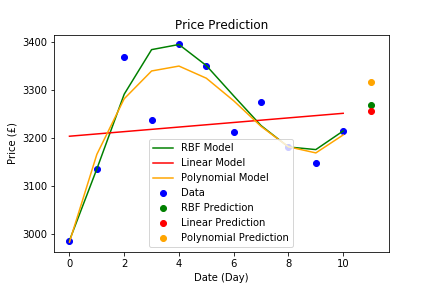 Price Prediction
3400
3300
3200
3100
3000
Price (£)
RBF Model
Linear Model
Polynomial Model
Data
RBF Prediction
Linear Prediction
Polynomial Prediction
0 2 4 6 8 10
Date (Day)